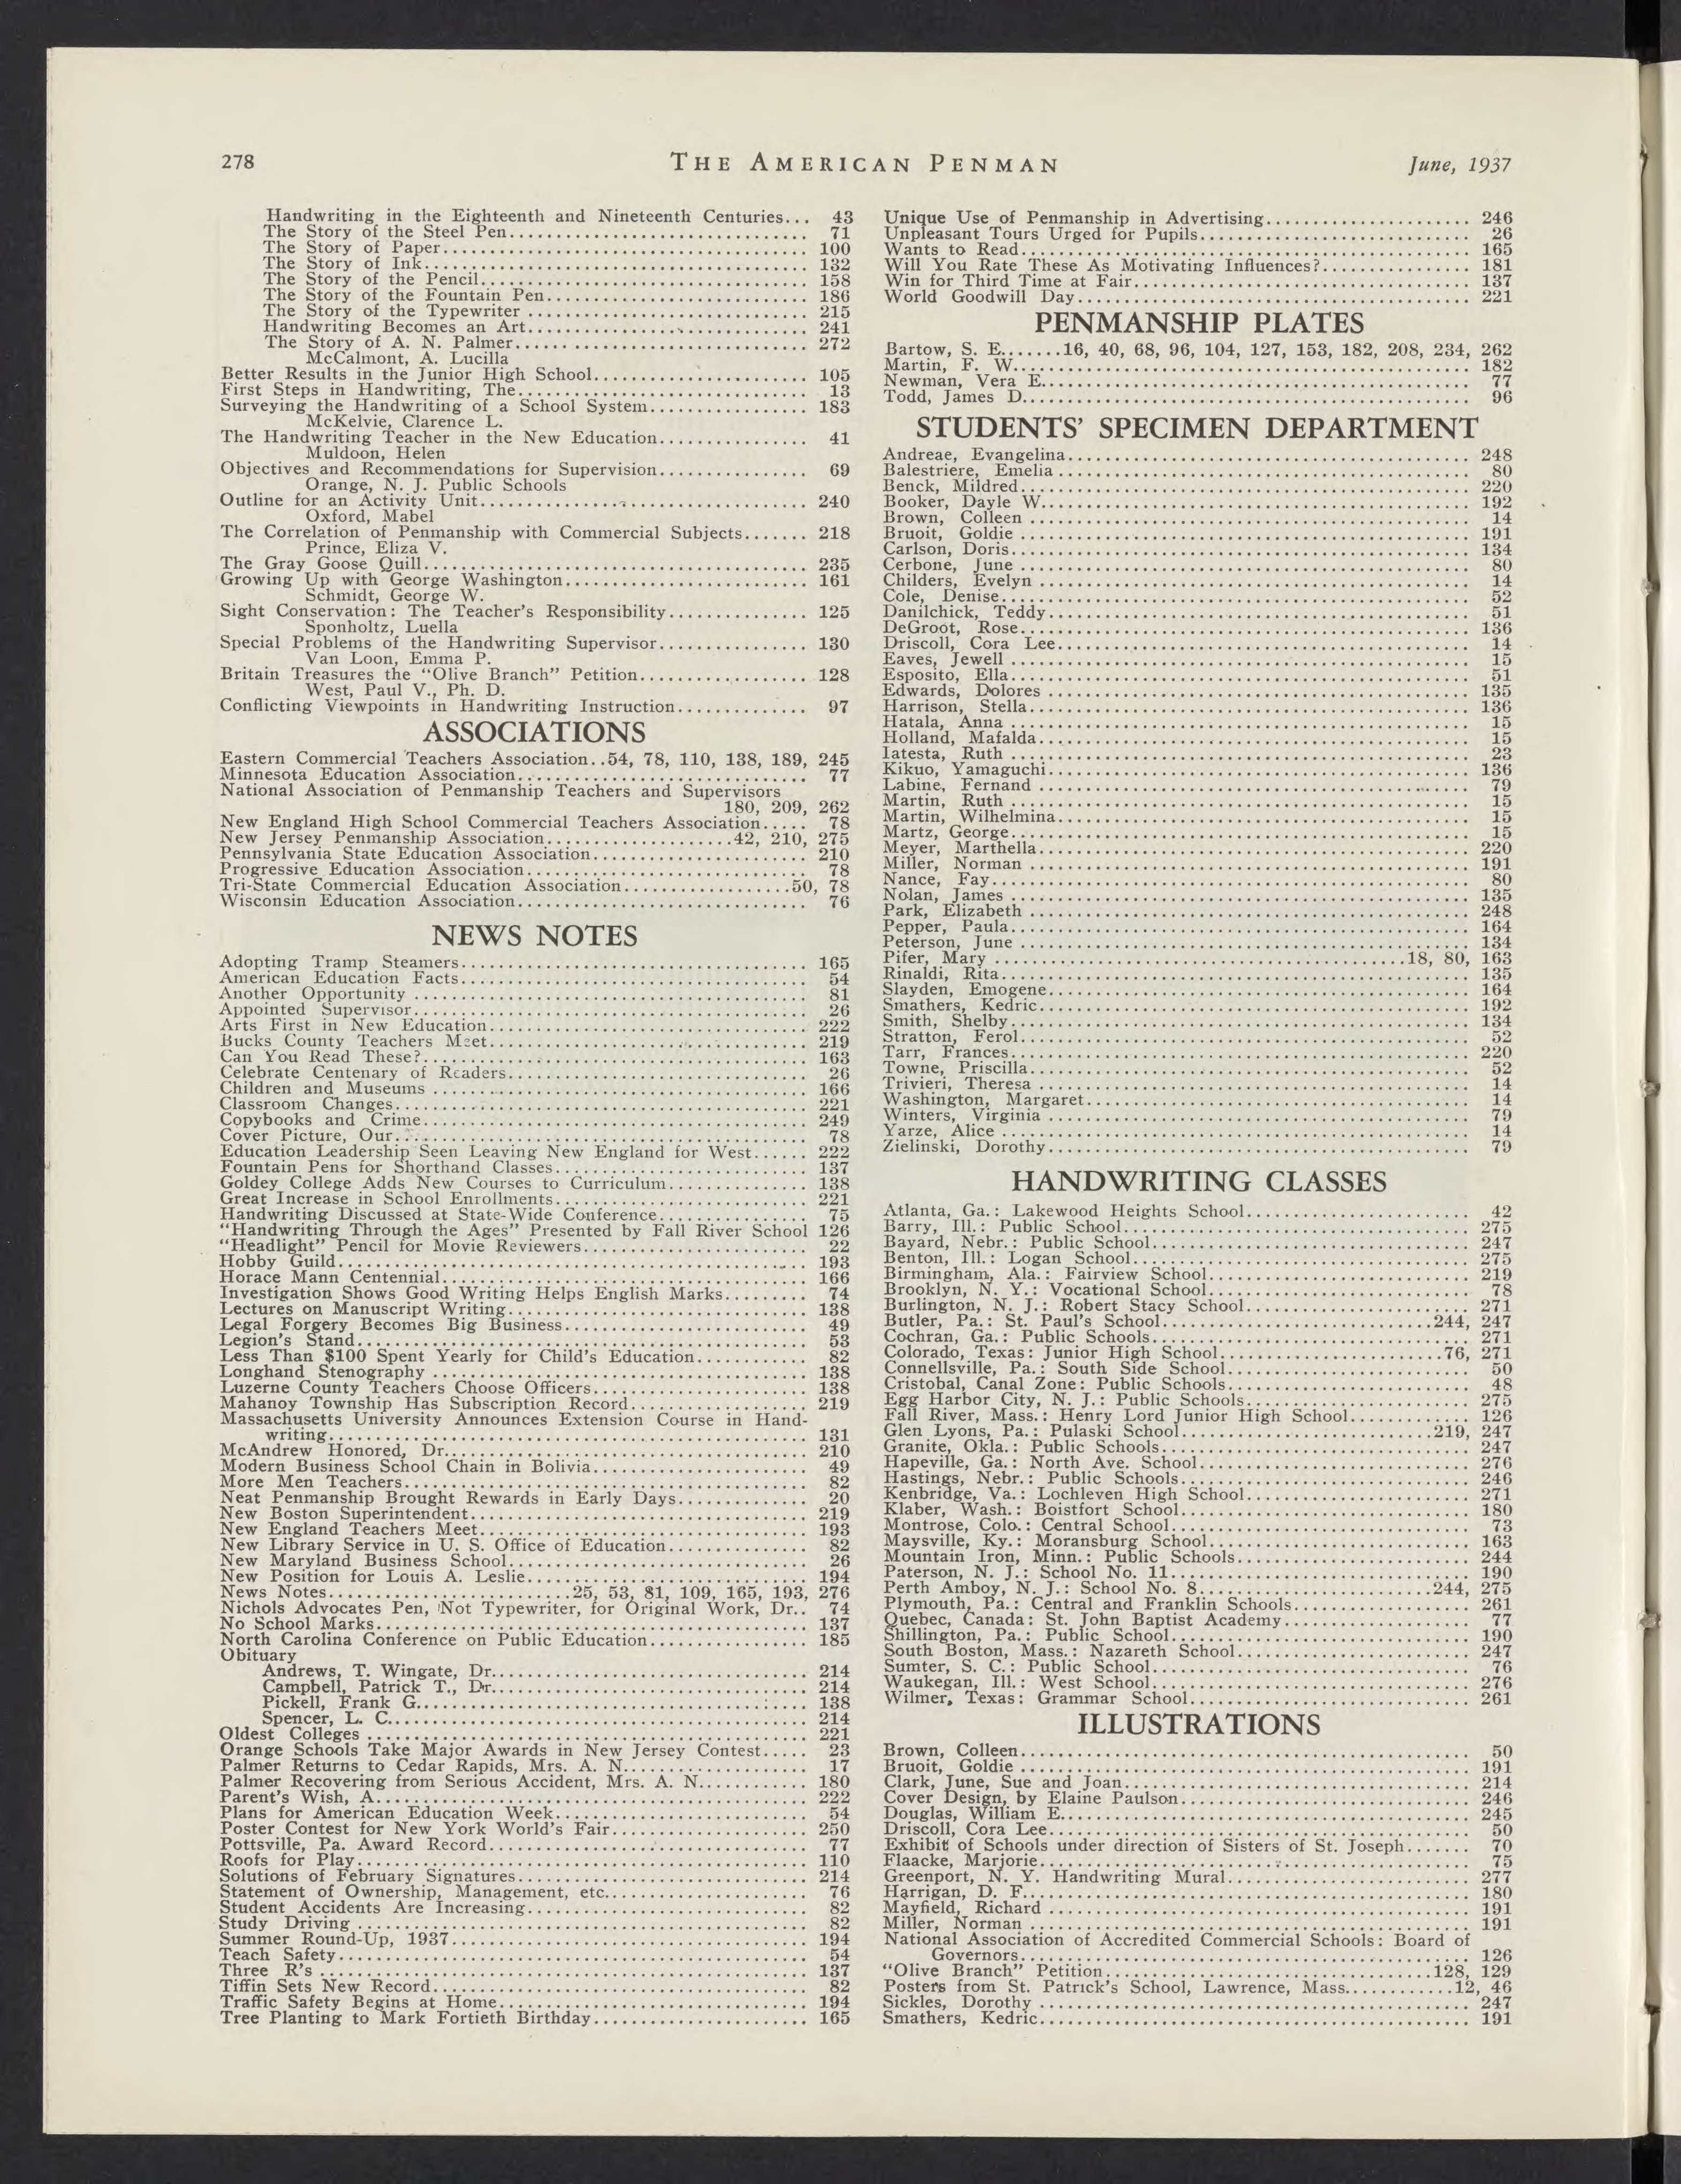 278
THE AMERICAN PENMAN
June, 1937
Handwriting in the Eighteenth and Nineteenth Centuries... 43
The Story of the Steel Pen... 71
The Story of Paper... 100
The Story of Ink... 132
The Story of the Pencil... 158
The Story of the Fountain Pen... 186
The Story of the Typewriter ... 215
Handwriting Becomes an Art... 241
The Story of A. N. Palmer... 272
McCalmont, A. Lucilla
Better Results in the Junior High School... 105
First Steps in Handwriting, The... 13
Surveying the Handwriting of a School System... 183
McKelvie, Clarence L.
The Handwriting Teacher in the New Education... 41
Muldoon, Helen
Objectives and Recommendations for Supervision... 69
Orange, N. J. Public Schools
Outline for an Activity Unit... 240
Oxford, Mabel
The Correlation of Penmanship with Commercial Subjects... 218
Prince, Eliza V.
The Gray Goose Quill... 235
Growing Up with George Washington... 161
Schmidt, George W.
Sight Conservation: The Teacher's Responsibility... 125
Sponholtz, Luella
Special Problems of the Handwriting Supervisor... 130
Van Loon, Emma P.
Britain Treasures the "Olive Branch" Petition... 128
West, Paul V., Ph. D.
Conflicting Viewpoints in Handwriting Instruction... 97
ASSOCIATIONS
Eastern Commercial Teachers Association..54, 78, 110, 138, 189, 245
Minnesota Education Association... 77
National Association of Penmanship Teachers and Supervisors
180, 209, 262
New England High School Commercial Teachers Association... 78
New Jersey Penmanship Association...42, 210, 275
Pennsylvania State Education Association... 210
Progressive Education Association... 78
Tri-State Commercial Education Association...50, 78
Wisconsin Education Association... 76
NEWS NOTES
Adopting Tramp Steamers... 165
American Education Facts... 54
Another Opportunity ... 81
Appointed Supervisor... 26
Arts First in New Education... 222
Bucks County Teachers Meet... 219
Can You Read These?... 163
Celebrate Centenary of Readers... 26
Children and Museums ... 166
Classroom Changes... 221
Copybooks and Crime... 249
Cover Picture, Our... 78
Education Leadership Seen Leaving New England for West... 222
Fountain Pens for Shorthand Classes... 137
Goldey College Adds New Courses to Curriculum... 138
Great Increase in School Enrollments... 221
Handwriting Discussed at State-Wide Conference... 75
"Handwriting Through the Ages" Presented by Fall River School 126
"Headlight" Pencil for Movie Reviewers... 22
Hobby Guild... 193
Horace Mann Centennial... 166
Investigation Shows Good Writing Helps English Marks... 74
Lectures on Manuscript Writing... 138
Legal Forgery Becomes Big Business... 49
Legion's Stand... 53
Less Than $100 Spent Yearly for Child's Education... 82
Longhand Stenography ... 138
Luzerne County Teachers Choose Officers... 138
Mahanoy Township Has Subscription Record... 219
Massachusetts University Announces Extension Course in Hand-
writing... 131
McAndrew Honored, Dr... 210
Modern Business School Chain in Bolivia... 49
More Men Teachers... 82
Neat Penmanship Brought Rewards in Early Days... 20
New Boston Superintendent... 219
New England Teachers Meet... 193
New Library Service in U. S. Office of Education... 82
New Maryland Business School... 26
New Position for Louis A. Leslie... 194
News Notes...25, 53, 81, 109, 165, 193, 276
Nichols Advocates Pen, Not Typewriter, for Original Work, Dr.. 74
No School Marks... 137
North Carolina Conference on Public Education... 185
Obituary
Andrews, T. Wingate, Dr... 214
Campbell, Patrick T., Dr... 214
Pickell, Frank G... 138
Spencer, L. C... 214
Oldest Colleges ... 221
Orange Schools Take Major Awards in New Jersey Contest... 23
Palmer Returns to Cedar Rapids, Mrs. A. N... 17
Palmer Recovering from Serious Accident, Mrs. A. N... 180
Parent's Wish, A... 222
Plans for American Education Week... 54
Poster Contest for New York World's Fair... 250
Pottsville, Pa. Award Record... 77
Roofs for Play... 110
Solutions of February Signatures... 214
Statement of Ownership, Management, etc... 76
Student Accidents Are Increasing... 82
Study Driving ... 82
Summer Round-Up, 1937... 194
Teach Safety... 54
Three R's ... 137
Tiffin Sets New Record... 82
Traffic Safety Begins at Home... 194
Tree Planting to Mark Fortieth Birthday... 165
Unique Use of Penmanship in Advertising... 246
Unpleasant Tours Urged for Pupils... 26
Wants to Read... 165
Will You Rate These As Motivating Influences?... 181
Win for Third Time at Fair... 137
World Goodwill Day... 221
PENMANSHIP PLATES
Bartow, S. E...16, 40, 68, 96, 104, 127, 153, 182, 208, 234, 262
Martin, F. W... 182
Newman, Vera E... 77
Todd, James D... 96
STUDENTS' SPECIMEN DEPARTMENT
Andreae, Evangelina... 248
Balestriere, Emelia ... 80
Benck, Mildred... 220
Booker, Dayle W... 192
Brown, Colleen ... 14
Bruoit, Goldie ... 191
Carlson, Doris... 134
Cerbone, June ... 80
Childers, Evelyn ... 14
Cole, Denise... 52
Danilchick, Teddy... 51
DeGroot, Rose... 136
Driscoll, Cora Lee... 14
Eaves, Jewell ... 15
Esposito, Ella... 51
Edwards, Dolores ... 135
Harrison, Stella... 136
Hatala, Anna ... 15
Holland, Mafalda... 15
Iatesta, Ruth ... 23
Kikuo, Yamaguchi... 136
Labine, Fernand ... 79
Martin, Ruth ... 15
Martin, Wilhelmina... 15
Martz, George... 15
Meyer, Marthella... 220
Miller, Norman ... 191
Nance, Fay... 80
Nolan, James ... 135
Park, Elizabeth ... 248
Pepper, Paula... 164
Peterson, June ... 134
Pifer, Mary ...18, 80, 163
Rinaldi, Rita... 135
Slayden, Emogene... 164
Smathers, Kedric... 192
Smith, Shelby... 134
Stratton, Ferol... 52
Tarr, Frances... 220
Towne, Priscilla... 52
Trivieri, Theresa ... 14
Washington, Margaret... 14
Winters, Virginia ... 79
Yarze, Alice ... 14
Zielinski, Dorothy... 79
HANDWRITING CLASSES
Atlanta, Ga.: Lakewood Heights School... 42
Barry, Ill.: Public School... 275
Bayard, Nebr.: Public School... 247
Benton, Ill.: Logan School... 275
Birmingham, Ala.: Fairview School... 219
Brooklyn, N. Y.: Vocational School... 78
Burlington, N. J.: Robert Stacy School... 271
Butler, Pa.: St. Paul's School...244, 247
Cochran, Ga.: Public Schools... 271
Colorado, Texas: Junior High School...76, 271
Connellsville, Pa.: South Side School... 50
Cristobal, Canal Zone: Public Schools... 48
Egg Harbor City, N. J.: Public Schools... 275
Fall River, Mass.: Henry Lord Junior High School... 126
Glen Lyons, Pa.: Pulaski School...219, 247
Granite, Okla.: Public Schools... 247
Hapeville, Ga.: North Ave. School... 276
Hastings, Nebr.: Public Schools... 246
Kenbridge, Va.: Lochleven High School... 271
Klaber, Wash.: Boistfort School... 180
Montrose, Colo.: Central School... 73
Maysville, Ky.: Moransburg School... 163
Mountain Iron, Minn.: Public Schools... 244
Paterson, N. J.: School No. 11... 190
Perth Amboy, N. J.: School No. 8...244, 275
Plymouth, Pa.: Central and Franklin Schools... 261
Quebec, Canada: St. John Baptist Academy... 77
Shillington, Pa.: Public School... 190
South Boston, Mass.: Nazareth School... 247
Sumter, S. C.: Public School... 76
Waukegan, Ill.: West School... 276
Wilmer, Texas: Grammar School... 261
ILLUSTRATIONS
Brown, Colleen... 50
Bruoit, Goldie ... 191
Clark, June, Sue and Joan... 214
Cover Design, by Elaine Paulson... 246
Douglas, William E... 245
Driscoll, Cora Lee... 50
Exhibit of Schools under direction of Sisters of St. Joseph... 70
Flaacke, Marjorie... 75
Greenport, N. Y. Handwriting Mural... 277
Harrigan, D. F... 180
Mayfield, Richard ... 191
Miller, Norman ... 191
National Association of Accredited Commercial Schools: Board of
Governors... 126
"Olive Branch" Petition...128, 129
Posters from St. Patrick's School, Lawrence, Mass...12, 46
Sickles, Dorothy ... 247
Smathers, Kedric... 191